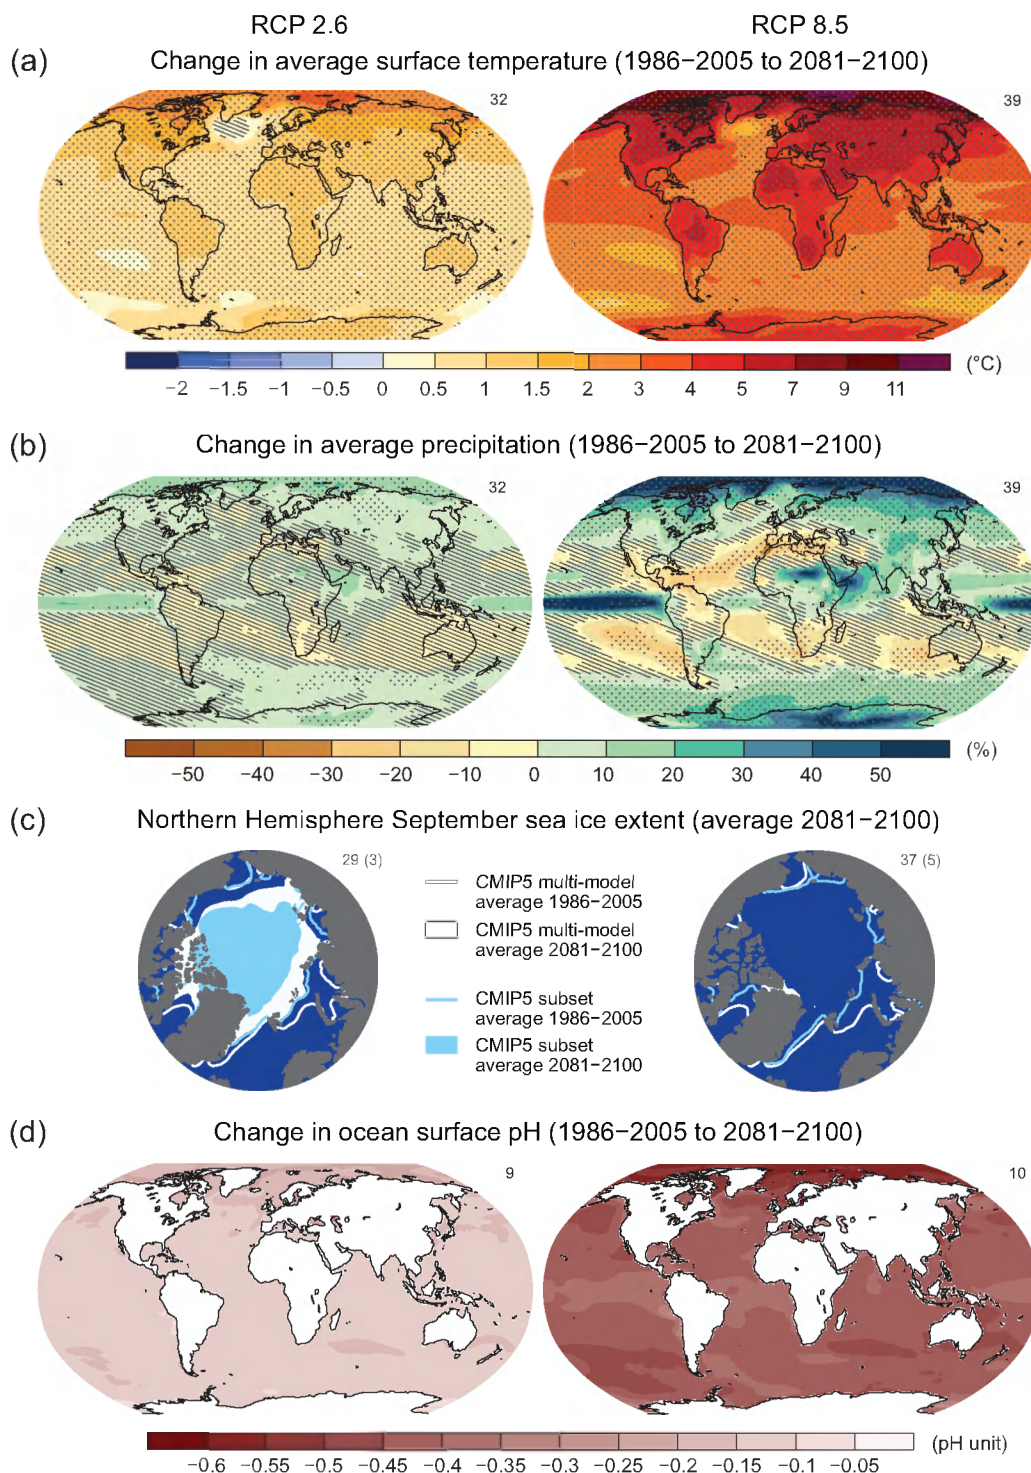 RCP 2.6 RCP 8.5
(a) Change in average surface temperature (1986−2005 to 2081−2100)
32 39
−2 −1.5 −1 −0.5 0 0.5 1 1.5 2 3 4 5 7 9 11 (°C)
(b) Change in average precipitation (1986−2005 to 2081−2100)
32 39
−50 −40 −30 −20 −10 0 10 20 30 40 50 (%)
(c) Northern Hemisphere September sea ice extent (average 2081−2100)
29 (3) 37 (5)
CMIP5 multi-model
average 1986−2005
CMIP5 multi-model
average 2081−2100
CMIP5 subset
average 1986−2005
CMIP5 subset
average 2081−2100
(d) Change in ocean surface pH (1986−2005 to 2081−2100)
9 10
−0.6 −0.55 −0.5 −0.45 −0.4 −0.35 −0.3 −0.25 −0.2 −0.15 −0.1 −0.05 (pH unit)